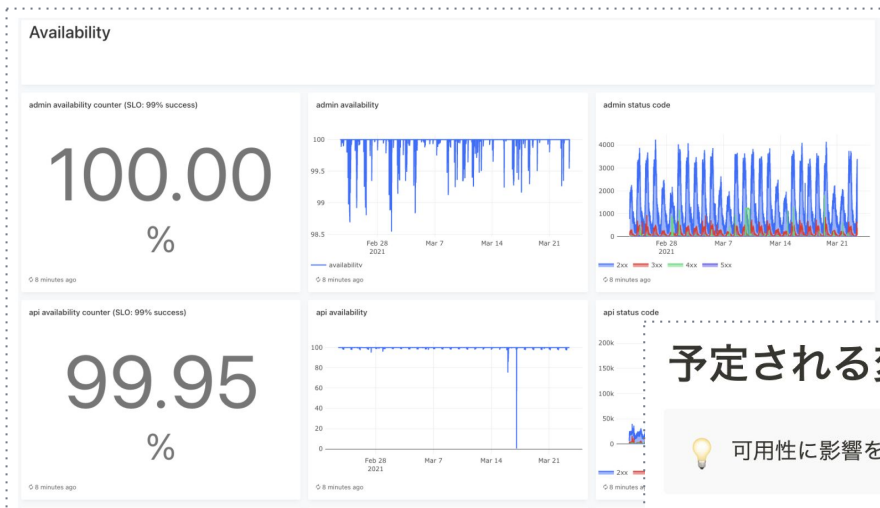 Availability
admin availability counter (SLO: 99% success)
100.00
%
8 minutes ago
admin availability
100
99.5
99
98.5
Feb 28
2021
Mar 7
Mar 14
Mar 21
availability
8 minutes ago
admin status code
4000
3000
2000
1000
0
Feb 28
2021
Mar 7
Mar 14
Mar 21
2xx 3xx 4xx 5xx
8 minutes ago
api availability counter (SLO: 99% success)
99.95
%
8 minutes ago
api availability
100
80
60
40
20
0
Feb 28
2021
Mar 7
Mar 14
Mar 21
8 minutes ago
api status code
200k
150k
100k
50k
0
2xx
8 minutes
予定される
可用性に影響を